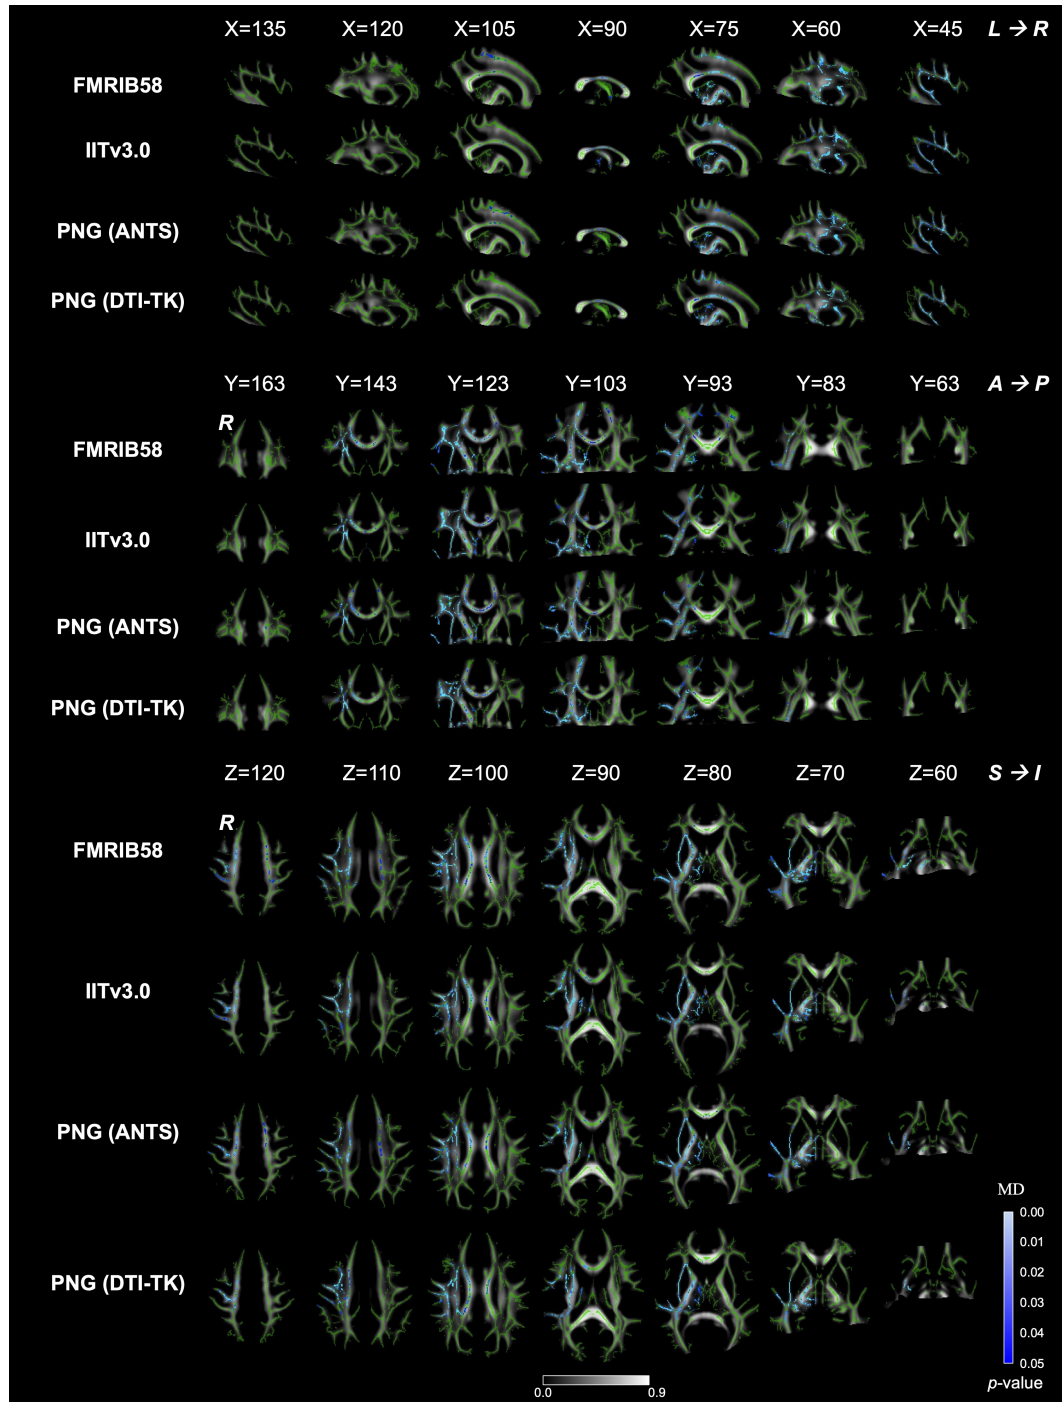 X=135 X=120 X=105 X=90 X=75 X=60 X=45 L → R
FMRIB58
IITv3.0
PNG (ANTS)
PNG (DTI-TK)
Y=163 Y=143 Y=123 Y=103 Y=93 Y=83 Y=63 A → P
R
FMRIB58
IITv3.0
PNG (ANTS)
PNG (DTI-TK)
Z=120 Z=110 Z=100 Z=90 Z=80 Z=70 Z=60 S → I
R
FMRIB58
IITv3.0
PNG (ANTS)
PNG (DTI-TK)
MD
0.00
0.01
0.02
0.03
0.04
0.05
p-value
0.0 0.9